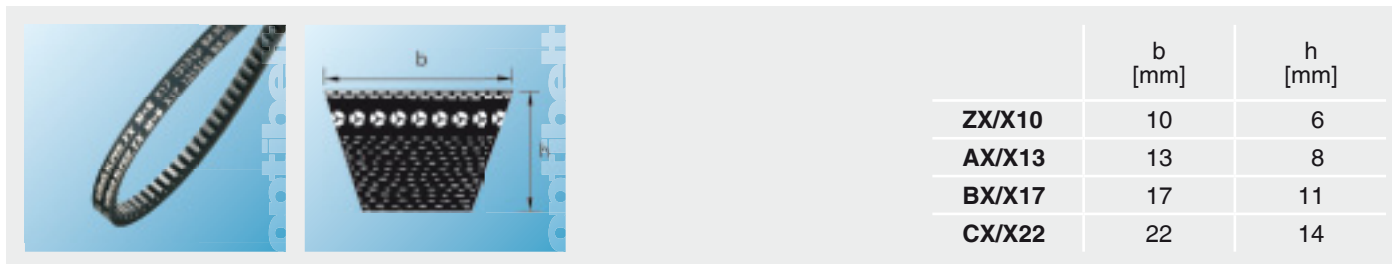 optibelt
optibelt
b
h
b h
[mm] [mm]
ZX/X10 10 6
AX/X13 13 8
BX/X17 17 11
CX/X22 22 14